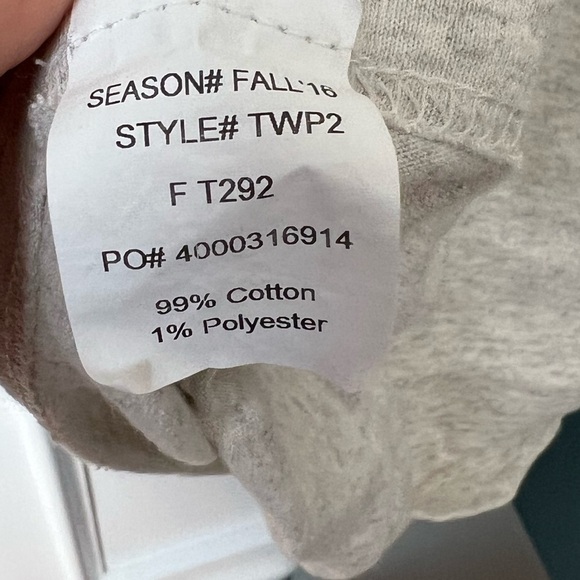 SEASON# FALL'16
STYLE# TWP2
F T292
PO# 4000316914
99% Cotton
1% Polyester